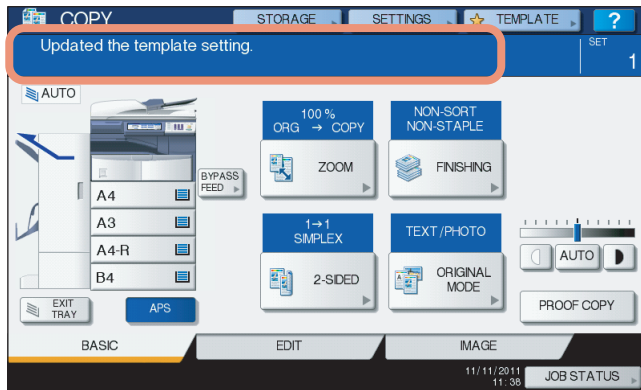 COPY
STORAGE
SETTINGS
TEMPLATE
?
Updated the template setting.
SET
1
AUTO
100 %
ORG → COPY
NON-SORT
NON-STAPLE
ZOOM
FINISHING
BYPASS
FEED
A4
A3
A4-R
B4
1→1
SIMPLEX
TEXT/PHOTO
2-SIDED
ORIGINAL
MODE
AUTO
EXIT
TRAY
APS
PROOF COPY
BASIC
EDIT
IMAGE
11/11/2011
11:38
JOB STATUS